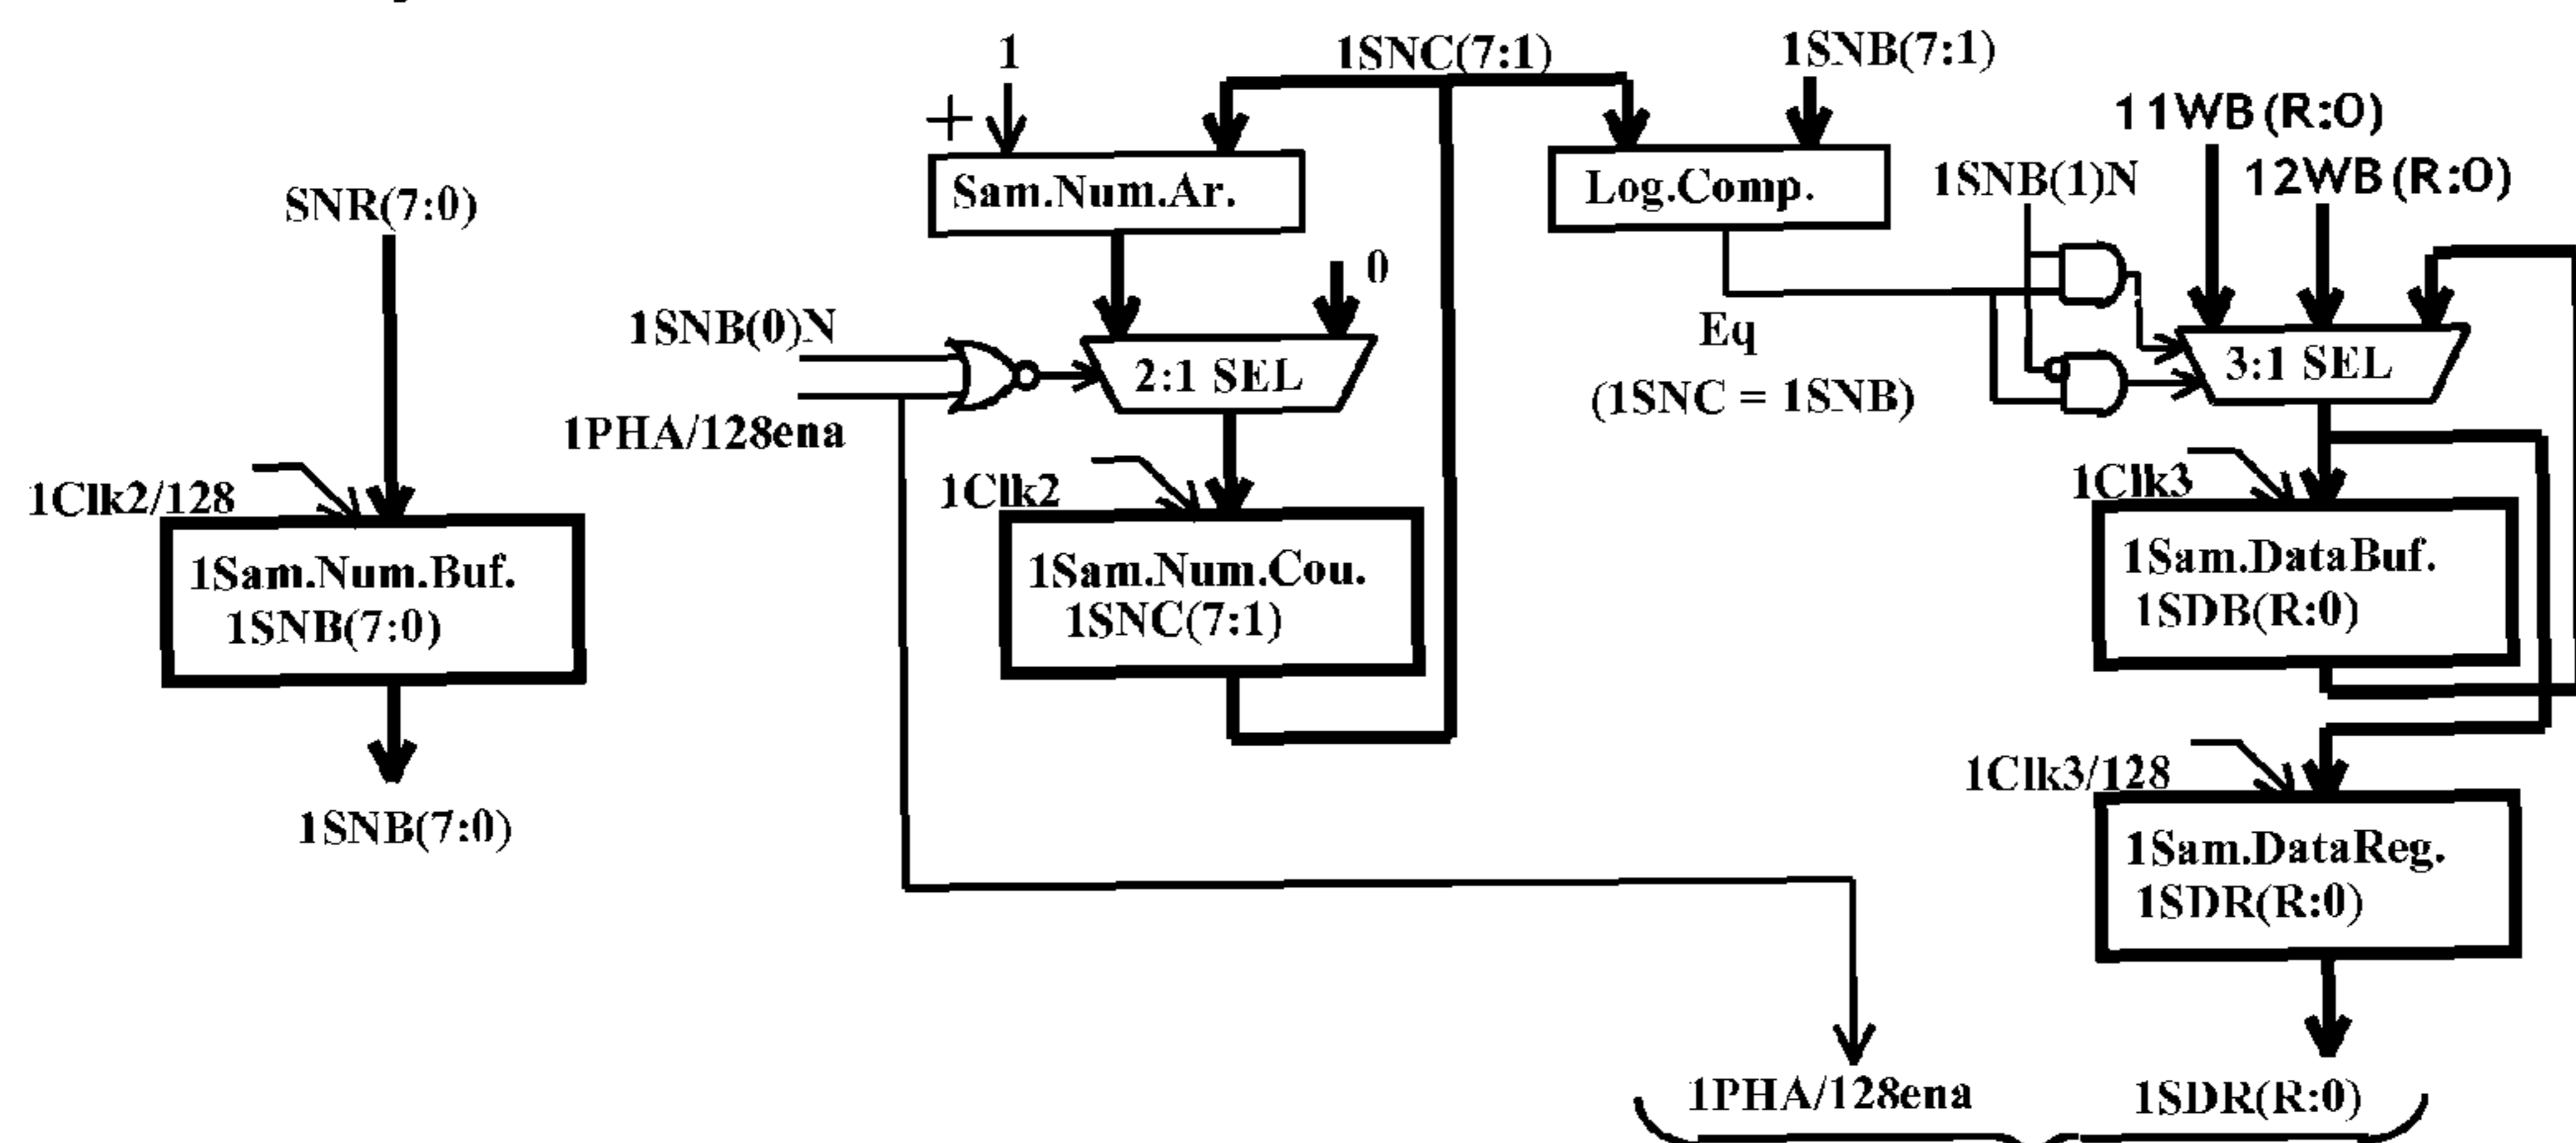 1
1SNC(7:1)
1SNB(7:1)
11WB(R:0)
SNR(7:0)
+
Sam.Num.Ar.
Log.Comp.
1SNB(1)N
12WB(R:0)
0
1SNB(0)N
2:1 SEL
Eq
3:1 SEL
1PHA/128ena
(1SNC = 1SNB)
1Clk2/128
1Clk2
1Clk3
1Sam.Num.Buf.
1SNB(7:0)
1Sam.Num.Cou.
1SNC(7:1)
1Sam.DataBuf.
1SDB(R:0)
1Clk3/128
1SNB(7:0)
1Sam.DataReg.
1SDR(R:0)
1PHA/128ena
1SDR(R:0)